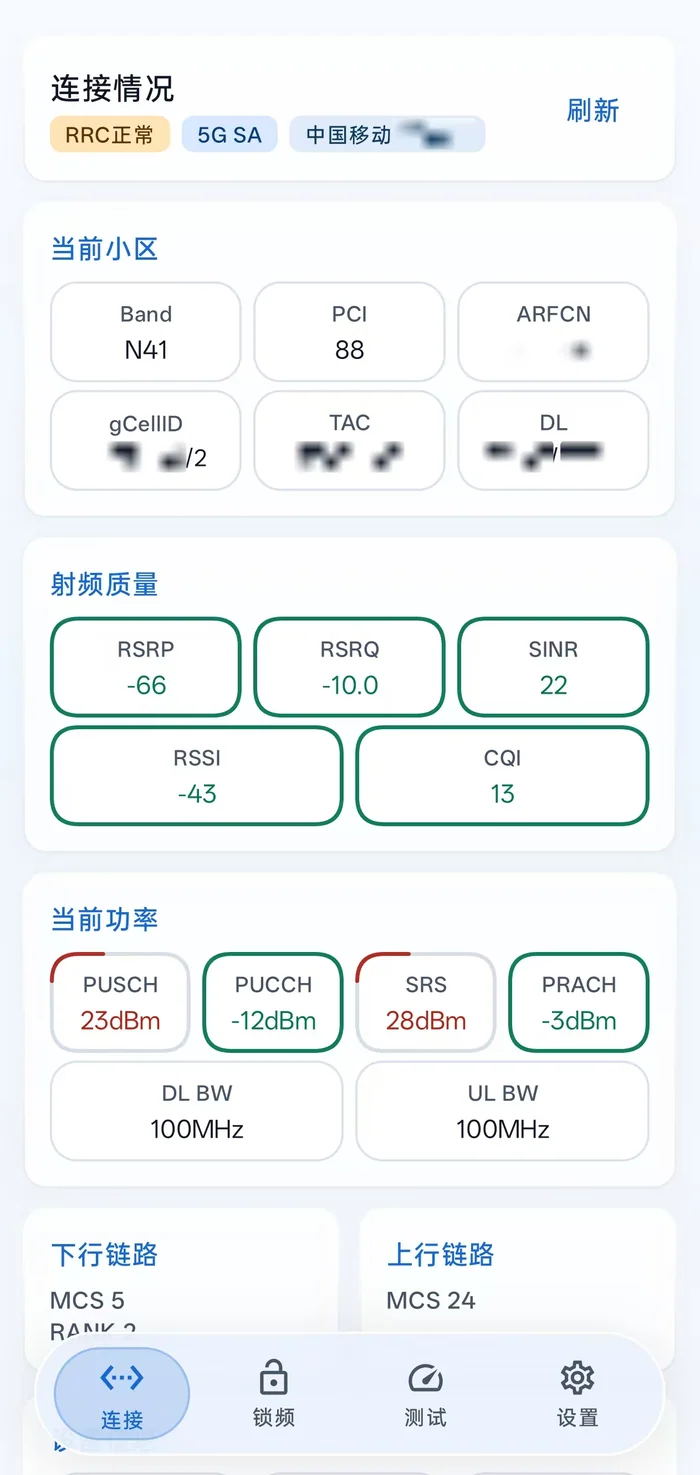 连接情况
刷新
RRC正常 5G SA 中国移动
当前小区
Band PCI ARFCN
N41 88
gCellID TAC DL
/2 /
射频质量
RSRP RSRQ SINR
-66 -10.0 22
RSSI CQI
-43 13
当前功率
PUSCH PUCCH SRS PRACH
23dBm -12dBm 28dBm -3dBm
DL BW UL BW
100MHz 100MHz
下行链路 上行链路
MCS 5 MCS 24
RANK 2
连接 锁频 测试 设置